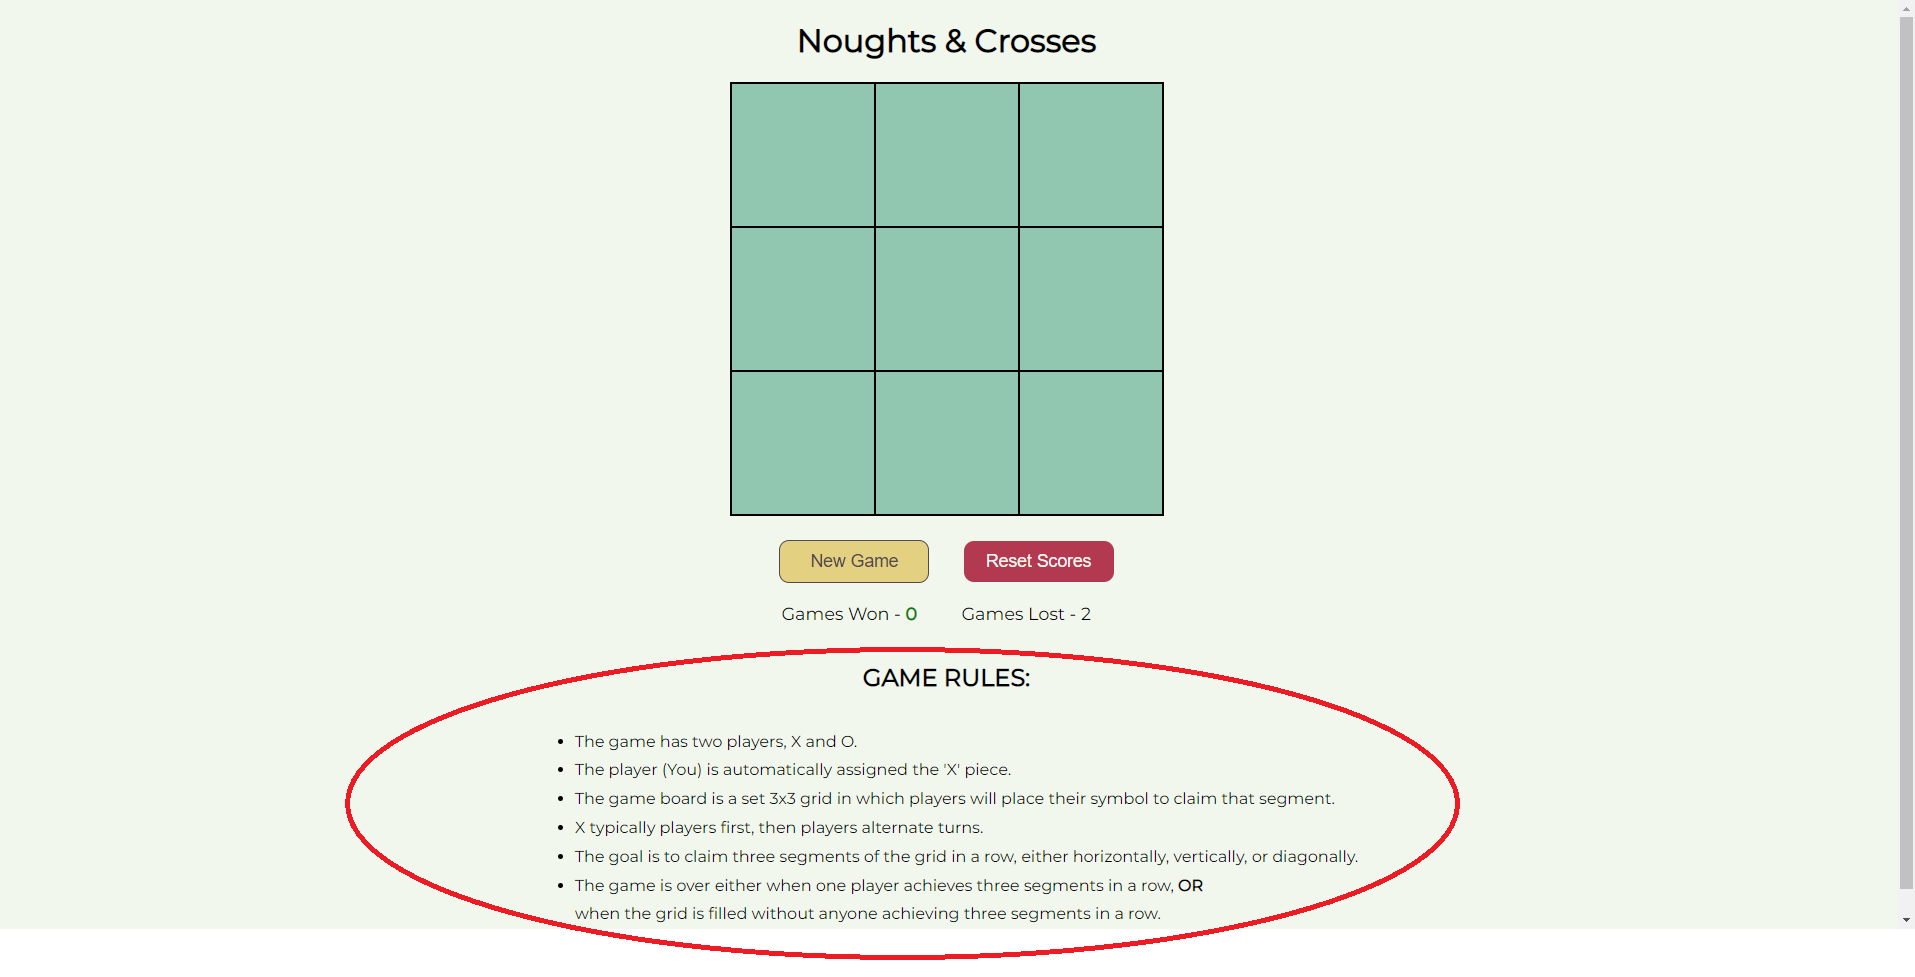 Noughts & Crosses
New Game
Reset Scores
Games Won - 0
Games Lost - 2
GAME RULES:
• The game has two players, X and O.
• The player (You) is automatically assigned the 'X' piece.
• The game board is a set 3x3 grid in which players will place their symbol to claim that segment.
• X typically players first, then players alternate turns.
• The goal is to claim three segments of the grid in a row, either horizontally, vertically, or diagonally.
• The game is over either when one player achieves three segments in a row, OR
when the grid is filled without anyone achieving three segments in a row.